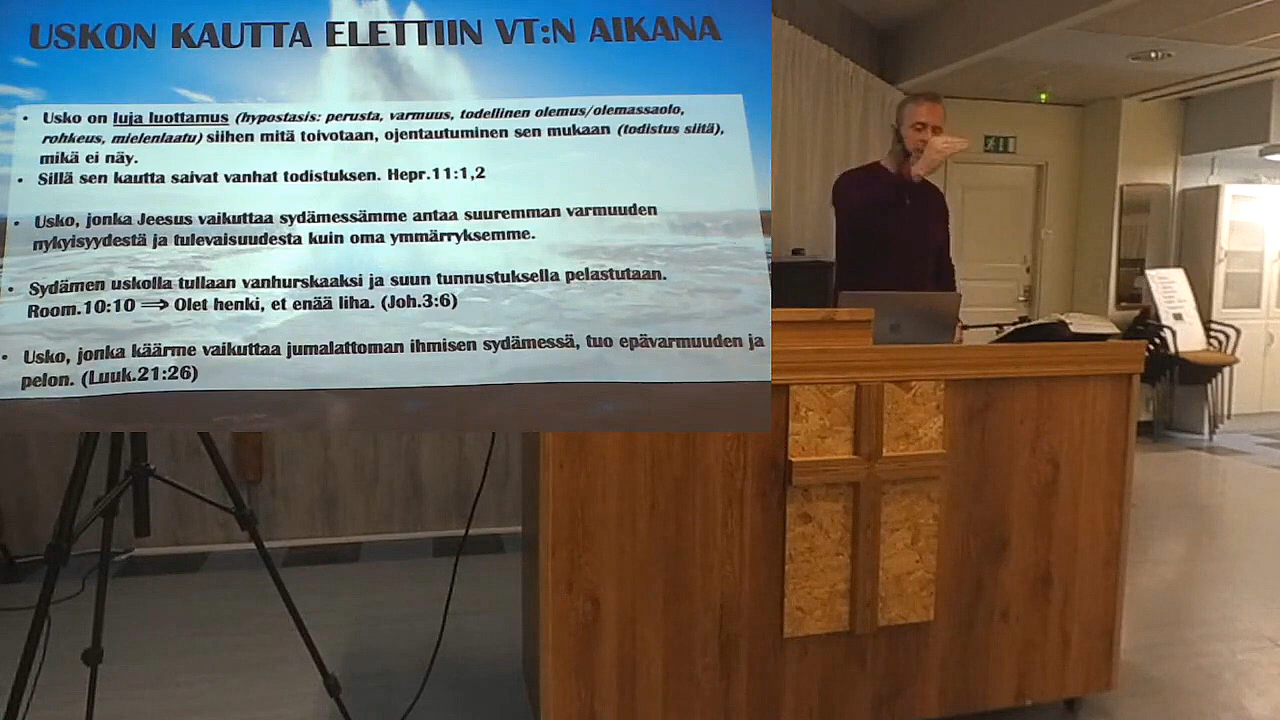 USKON KAUTTA ELETTIIN VT:N AIKANA
• Usko on luja luottamus (hypostasis: perusta, varmuus, todellinen olemus/olemassaolo,
rohkeus, mielenlaatu) siihen mitä toivotaan, ojentautuminen sen mukaan (todistus siitä),
mikä ei näy.
• Sillä sen kautta saivat vanhat todistuksen. Hepr.11:1,2
• Usko, jonka Jeesus vaikuttaa sydämessämme antaa suuremman varmuuden
nykyisyydestä ja tulevaisuudesta kuin oma ymmärryksemme.
• Sydämen uskolla tullaan vanhurskaaksi ja suun tunnustuksella pelastutaan.
Room.10:10 ⟹ Olet henki, et enää liha. (Joh.3:6)
• Usko, jonka käärme vaikuttaa jumalattoman ihmisen sydämessä, tuo epävarmuuden ja
pelon. (Luuk.21:26)